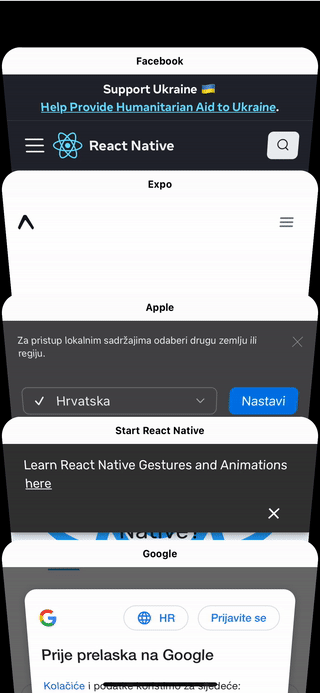 Facebook
Support Ukraine 🇺🇦
Help Provide Humanitarian Aid to Ukraine.
React Native
Expo
Apple
Za pristup lokalnim sadržajima odaberi drugu zemlju ili
regiju.
Hrvatska
Nastavi
Start React Native
Learn React Native Gestures and Animations
here
Native?
Google
HR
Prijavite se
Prije prelaska na Google
Kolačiće i podatke koristimo za sljedeće: